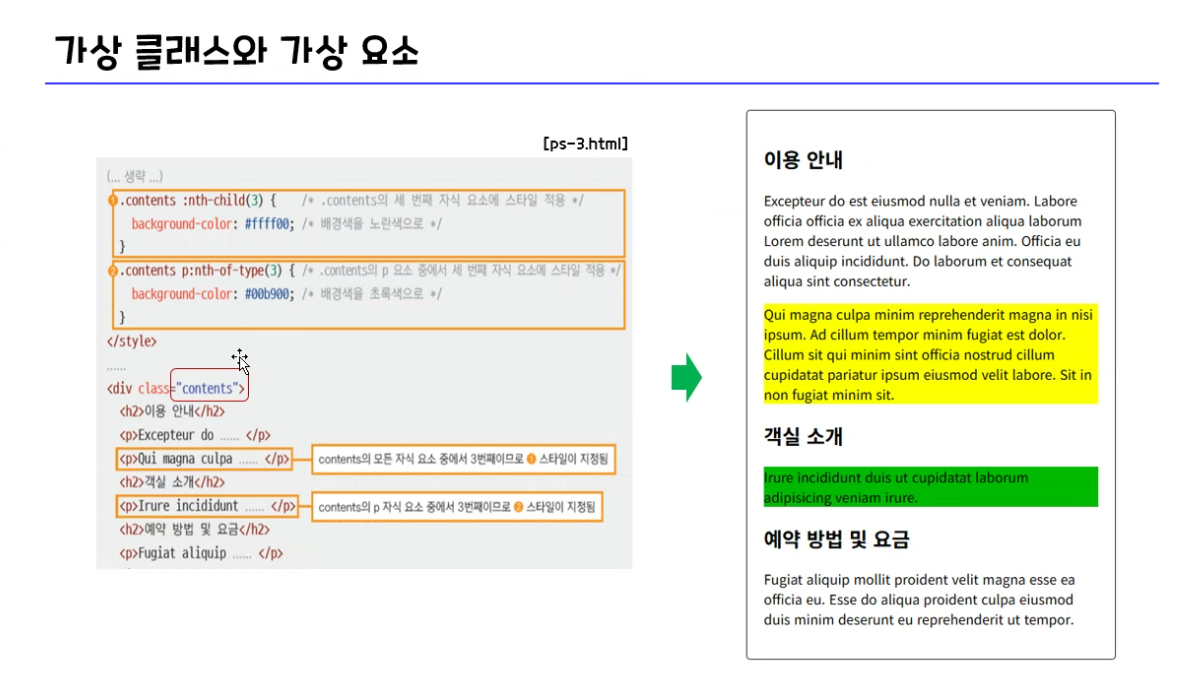 가상 클래스와 가상 요소
[ps-3.html]
(... 생략 ...)
❶.contents :nth-child(3) { /* .contents의 세 번째 자식 요소에 스타일 적용 */
background-color: #ffff00; /* 배경색을 노란색으로 */
}
❷.contents p:nth-of-type(3) { /* .contents의 p 요소 중에서 세 번째 자식 요소에 스타일 적용 */
background-color: #00b900; /* 배경색을 초록색으로 */
}
</style>
......
<div class="contents">
<h2>이용 안내</h2>
<p>Excepteur do ...... </p>
<p>Qui magna culpa ...... </p> contents의 모든 자식 요소 중에서 3번째이므로 ❶ 스타일이 지정됨
<h2>객실 소개</h2>
<p>Irure incididunt ...... </p> contents의 p 자식 요소 중에서 3번째이므로 ❷ 스타일이 지정됨
<h2>예약 방법 및 요금</h2>
<p>Fugiat aliquip ...... </p>
이용 안내
Excepteur do est eiusmod nulla et veniam. Labore
officia officia ex aliqua exercitation aliqua laborum
Lorem deserunt ut ullamco labore anim. Officia eu
duis aliquip incididunt. Do laborum et consequat
aliqua sint consectetur.
Qui magna culpa minim reprehenderit magna in nisi
ipsum. Ad cillum tempor minim fugiat est dolor.
Cillum sit qui minim sint officia nostrud cillum
cupidatat pariatur ipsum eiusmod velit labore. Sit in
non fugiat minim sit.
객실 소개
Irure incididunt duis ut cupidatat laborum
adipisicing veniam irure.
예약 방법 및 요금
Fugiat aliquip mollit proident velit magna esse ea
officia eu. Esse do aliqua proident culpa eiusmod
duis minim deserunt eu reprehenderit ut tempor.